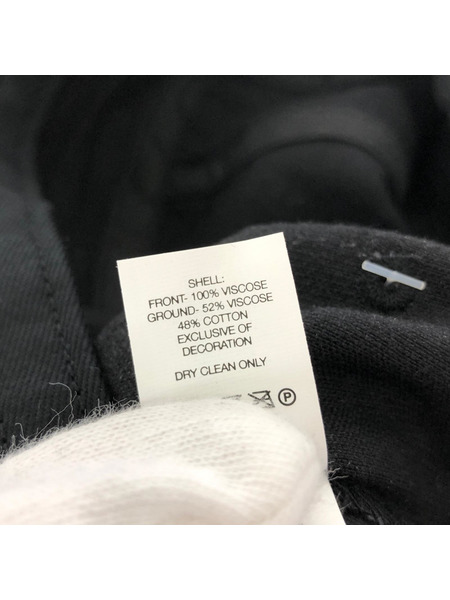 SHELL:
FRONT- 100% VISCOSE
GROUND- 52% VISCOSE
48% COTTON
EXCLUSIVE OF
DECORATION
DRY CLEAN ONLY
P